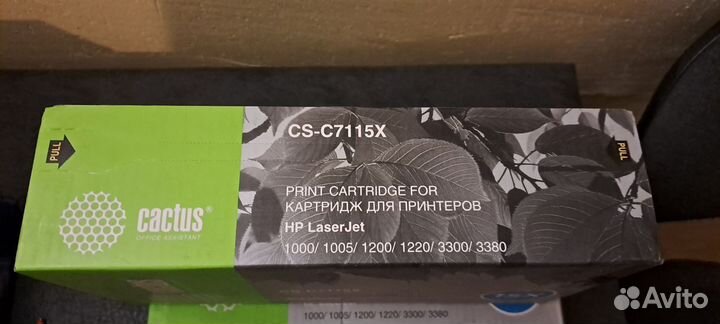 PULL
CS-C7115X
PULL
PRINT CARTRIDGE FOR
КАРТРИДЖ ДЛЯ ПРИНТЕРОВ
HP LaserJet
1000/ 1005/ 1200/ 1220/ 3300/ 3380
cactus®
OFFICE ASSISTANT
1000/ 1005/ 1200/ 1220/ 3300/ 3380
Avito